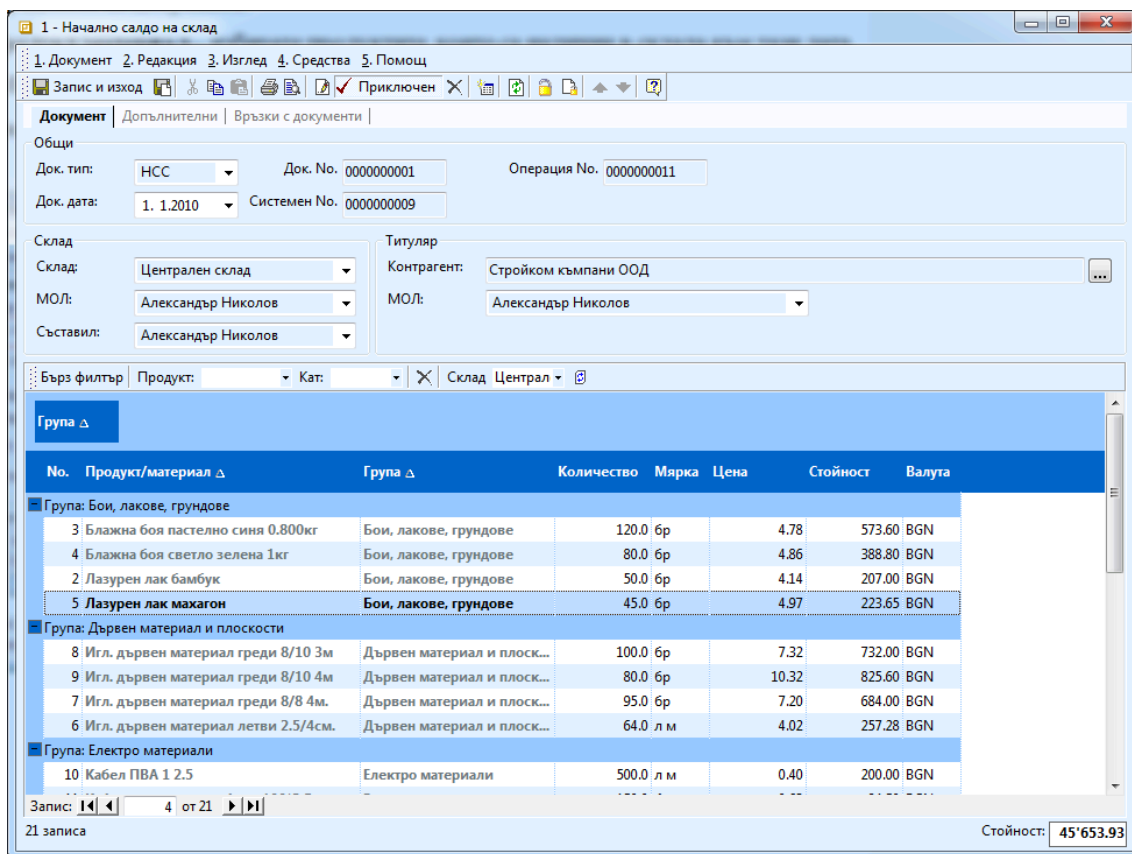 1 - Начално салдо на склад
1. Документ 2. Редакция 3. Изглед 4. Средства 5. Помощ
Запис и изход Приключен
Документ Допълнителни Връзки с документи
Общи
Док. тип: НСС Док. No. 0000000001 Операция No. 0000000011
Док. дата: 1. 1.2010 Системен No. 0000000009
Склад Титуляр
Склад: Централен склад Контрагент: Стройком къмпани ООД ...
МОЛ: Александър Николов МОЛ: Александър Николов
Съставил: Александър Николов
Бърз филтър Продукт: Кат: Склад Централ
Група
No. Продукт/материал Група Количество Мярка Цена Стойност Валута
Група: Бои, лакове, грундове
3 Блажна боя пастелно синя 0.800кг Бои, лакове, грундове 120.0 бр 4.78 573.60 BGN
4 Блажна боя светло зелена 1кг Бои, лакове, грундове 80.0 бр 4.86 388.80 BGN
2 Лазурен лак бамбук Бои, лакове, грундове 50.0 бр 4.14 207.00 BGN
5 Лазурен лак махагон Бои, лакове, грундове 45.0 бр 4.97 223.65 BGN
Група: Дървен материал и плоскости
8 Игл. дървен материал греди 8/10 3м Дървен материал и плоск... 100.0 бр 7.32 732.00 BGN
9 Игл. дървен материал греди 8/10 4м Дървен материал и плоск... 80.0 бр 10.32 825.60 BGN
7 Игл. дървен материал греди 8/8 4м. Дървен материал и плоск... 95.0 бр 7.20 684.00 BGN
6 Игл. дървен материал летви 2.5/4см. Дървен материал и плоск... 64.0 л м 4.02 257.28 BGN
Група: Електро материали
10 Кабел ПВА 1 2.5 Електро материали 500.0 л м 0.40 200.00 BGN
Запис: 4 от 21
21 записа Стойност: 45'653.93